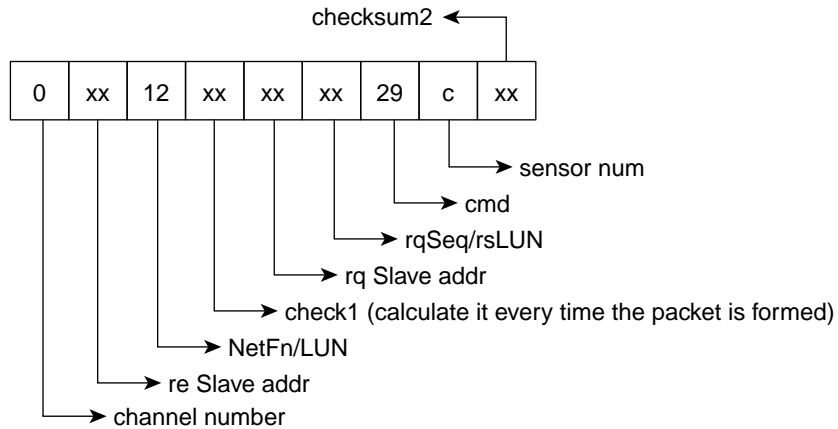 checksum2
0 xx 12 xx xx xx 29 c xx
sensor num
cmd
rqSeq/rsLUN
rq Slave addr
check1 (calculate it every time the packet is formed)
NetFn/LUN
re Slave addr
channel number